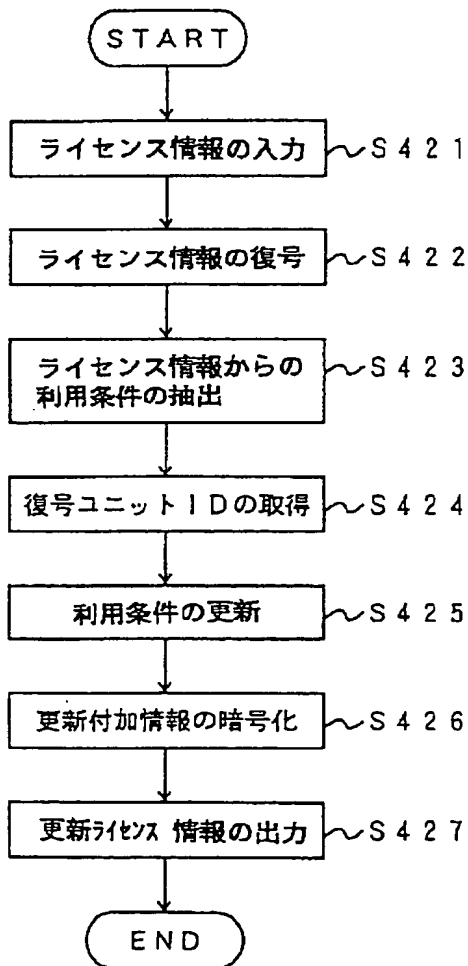 START
ライセンス情報の入力 ～S421
ライセンス情報の復号 ～S422
ライセンス情報からの ～S423
利用条件の抽出
復号ユニットIDの取得 ～S424
利用条件の更新 ～S425
更新付加情報の暗号化 ～S426
更新ライセンス 情報の出力 ～S427
END